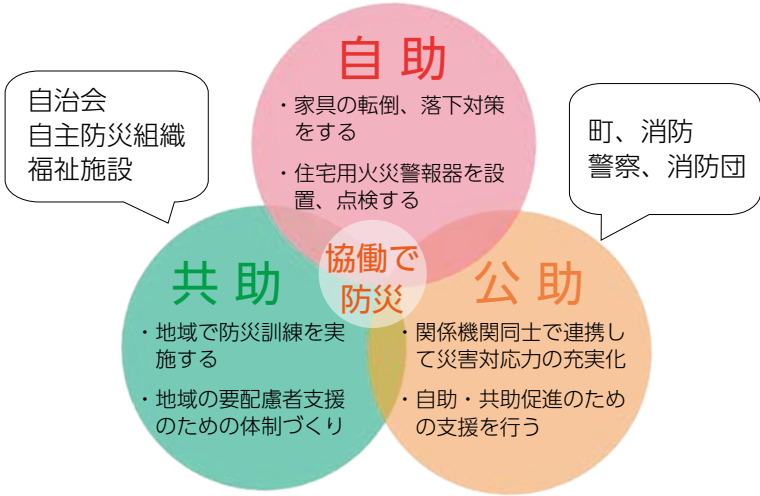 自助
・家具の転倒、落下対策
をする
・住宅用火災警報器を設
置、点検する
自治会
自主防災組織
福祉施設
町、消防
警察、消防団
協働で
防災
共助
・地域で防災訓練を実
施する
・地域の要配慮者支援
のための体制づくり
公助
・関係機関同士で連携し
て災害対応力の充実化
・自助・共助促進のため
の支援を行う